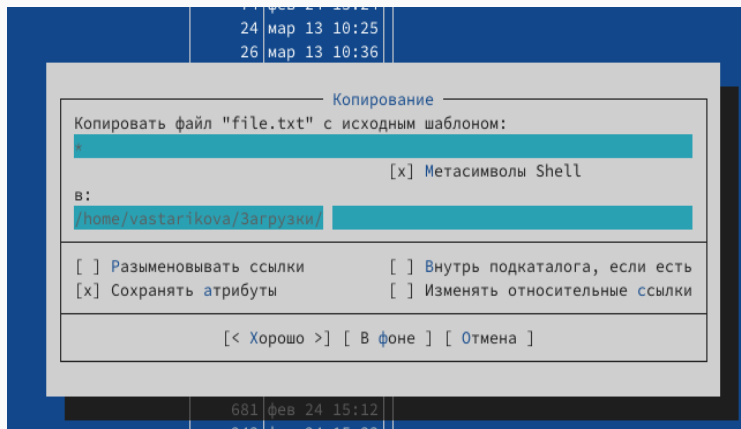 24 мар 13 10:25
26 мар 13 10:36
Копирование
Копировать файл "file.txt" с исходным шаблоном:
*
[x] Метасимволы Shell
в:
/home/vastarikova/Загрузки/
[ ] Разыменовывать ссылки [ ] Внутрь подкаталога, если есть
[x] Сохранять атрибуты [ ] Изменять относительные ссылки
[< Хорошо >] [ В фоне ] [ Отмена ]
681 фев 24 15:12